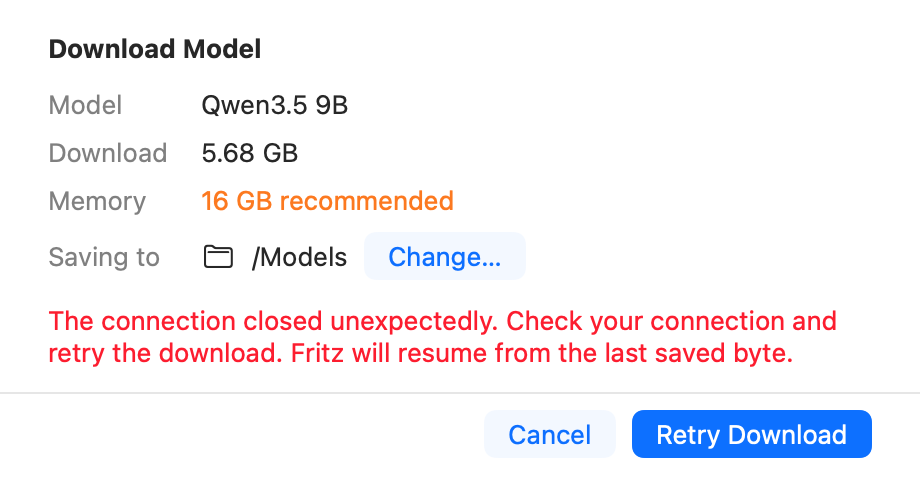 Download Model
Model Qwen3.5 9B
Download 5.68 GB
Memory 16 GB recommended
Saving to /Models Change...
The connection closed unexpectedly. Check your connection and
retry the download. Fritz will resume from the last saved byte.
Cancel Retry Download